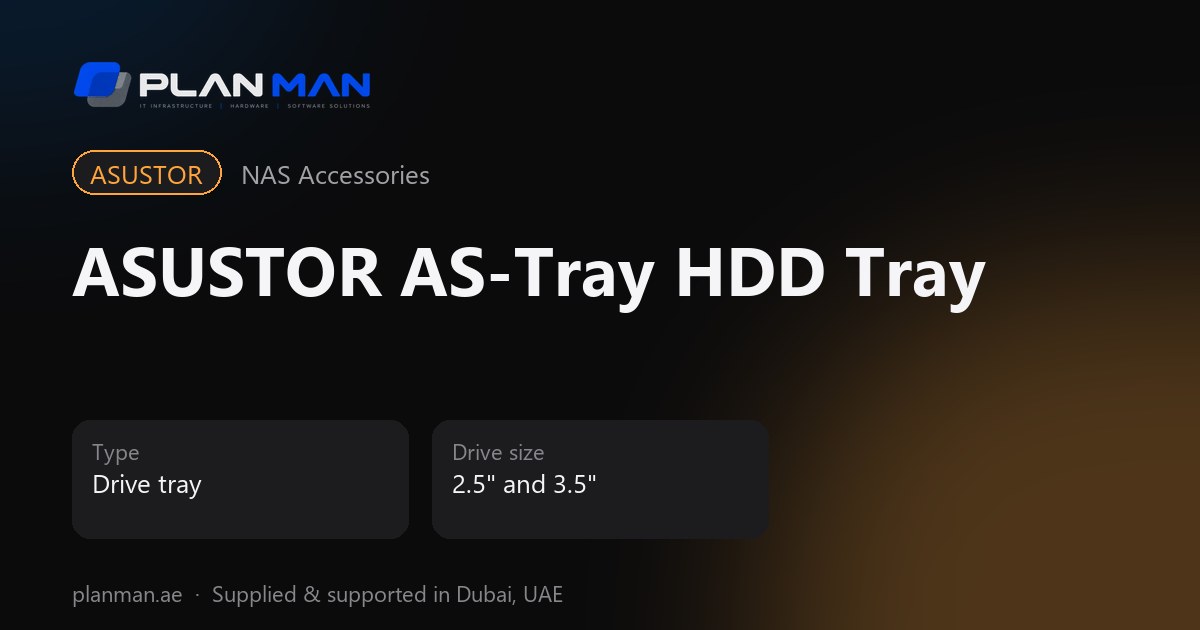 PLAN MAN
IT INFRASTRUCTURE | HARDWARE | SOFTWARE SOLUTIONS
ASUSTOR NAS Accessories
ASUSTOR AS-Tray HDD Tray
Type
Drive tray
Drive size
2.5" and 3.5"
planman.ae · Supplied & supported in Dubai, UAE